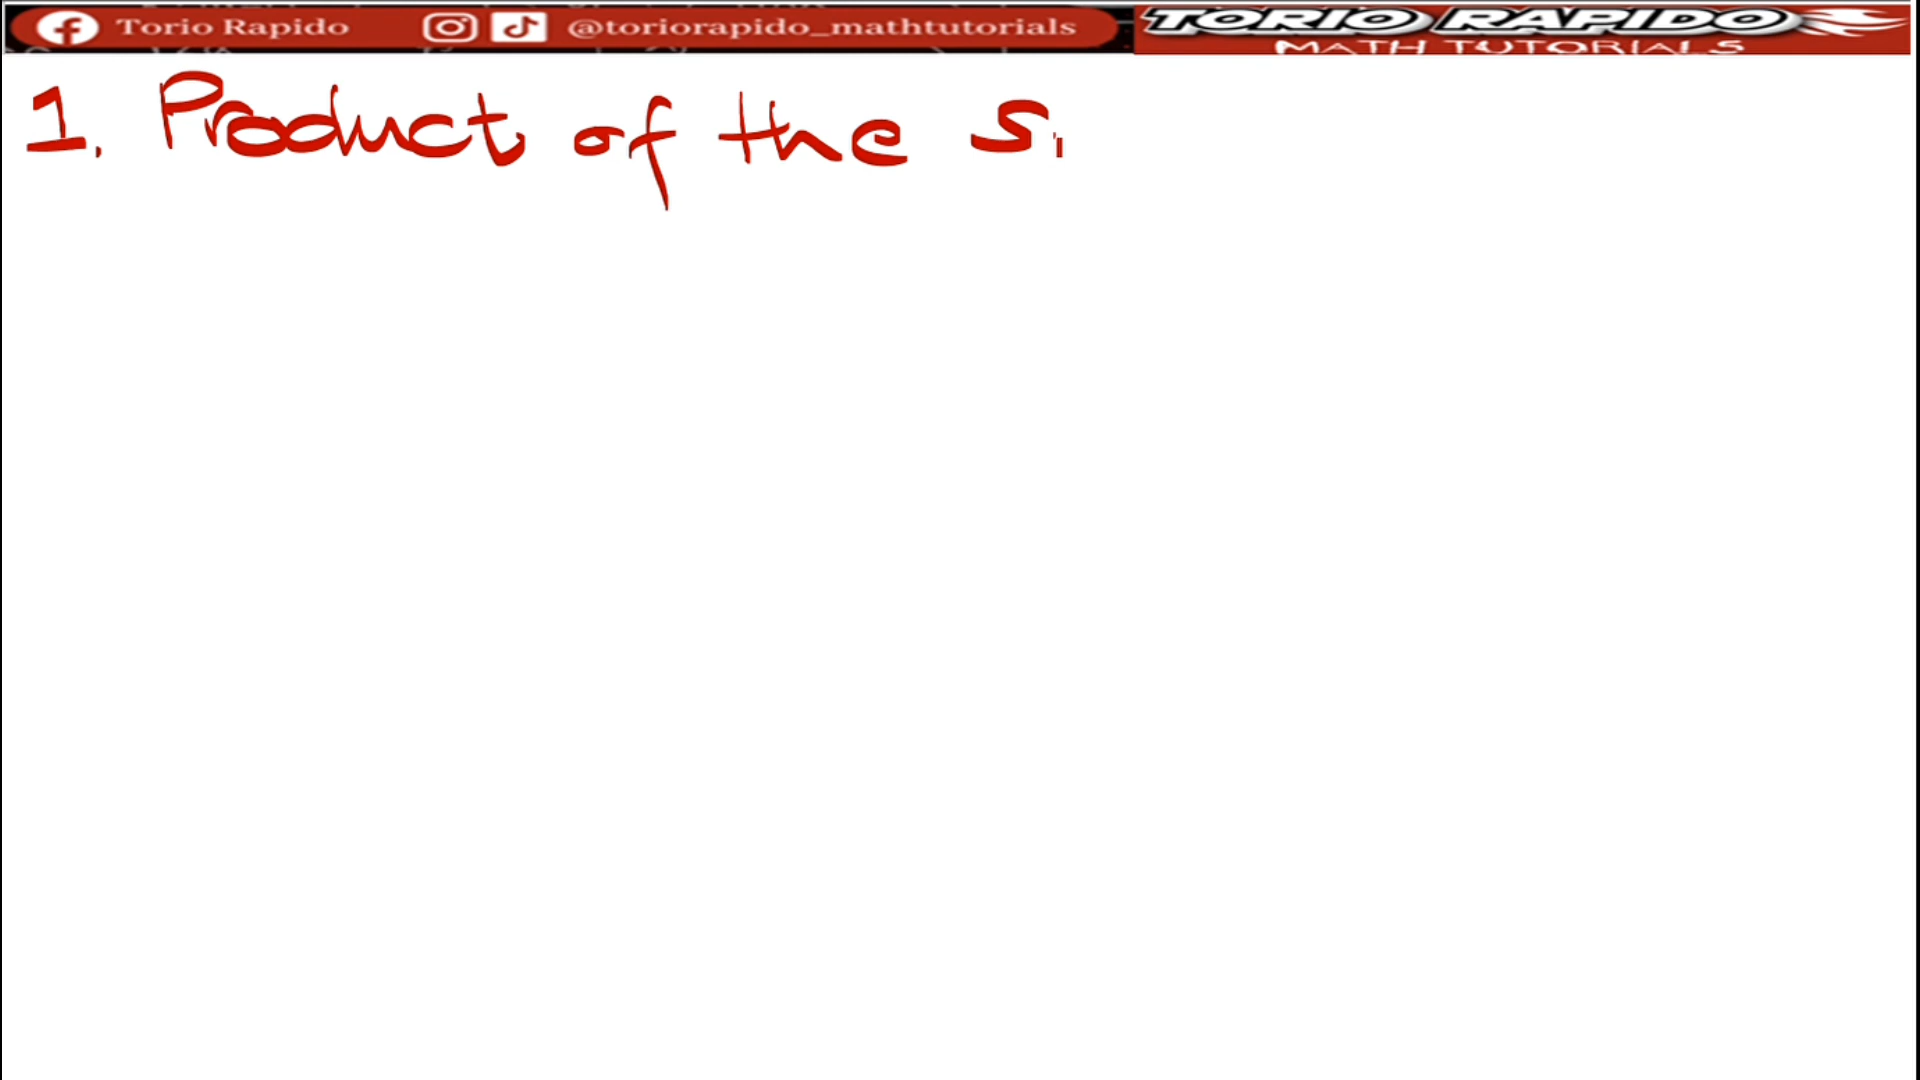 Torio Rapido @toriorapido_mathtutorials TORIO RAPIDO
MATH TUTORIALS
1. Product of the S